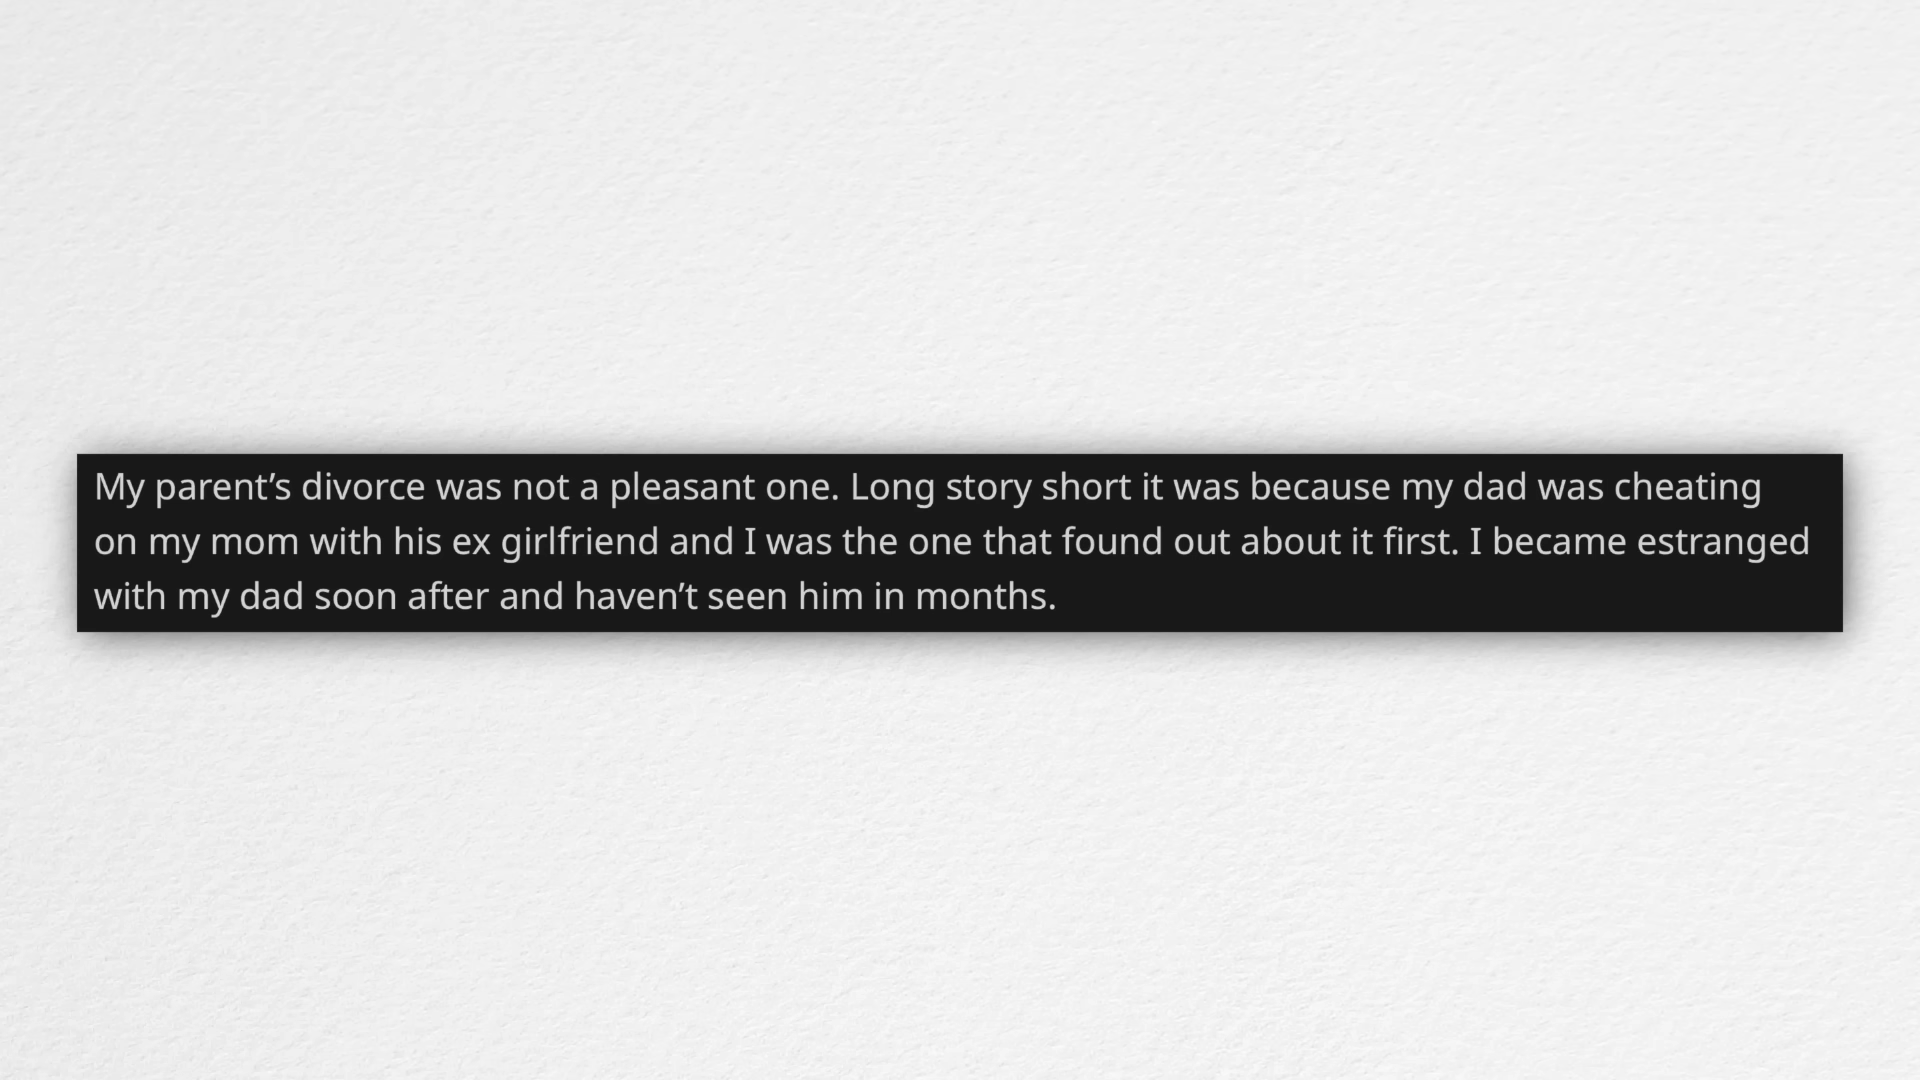 My parent’s divorce was not a pleasant one. Long story short it was because my dad was cheating
on my mom with his ex girlfriend and I was the one that found out about it first. I became estranged
with my dad soon after and haven’t seen him in months.